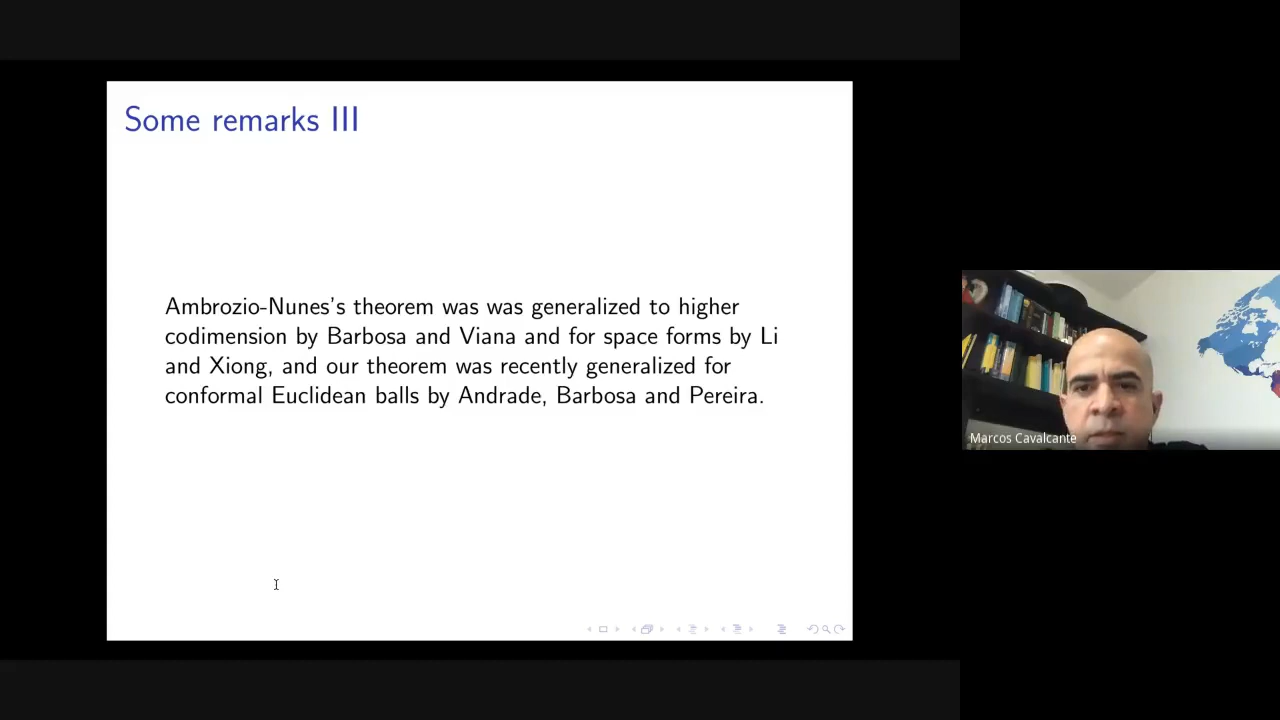 Some remarks III
Ambrozio-Nunes's theorem was was generalized to higher
codimension by Barbosa and Viana and for space forms by Li
and Xiong, and our theorem was recently generalized for
conformal Euclidean balls by Andrade, Barbosa and Pereira.
Marcos Cavalcante